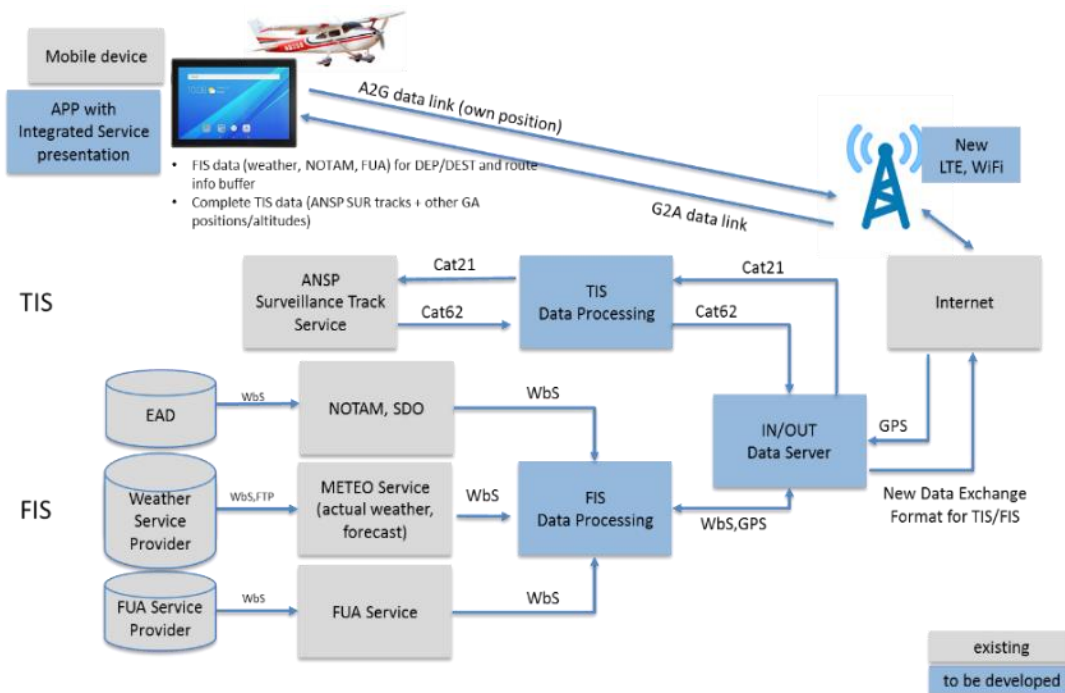 Mobile device
APP with
Integrated Service
presentation
A2G data link (own position)
G2A data link
New
LTE, WiFi
• FIS data (weather, NOTAM, FUA) for DEP/DEST and route
info buffer
• Complete TIS data (ANSP SUR tracks + other GA
positions/altitudes)
TIS
ANSP
Surveillance Track
Service
Cat21
Cat62
TIS
Data Processing
Cat21
Cat62
Internet
EAD
WbS
NOTAM, SDO
WbS
IN/OUT
Data Server
GPS
FIS
Weather
Service
Provider
WbS,FTP
METEO Service
(actual weather,
forecast)
WbS
FIS
Data Processing
WbS,GPS
New Data Exchange
Format for TIS/FIS
FUA Service
Provider
WbS
FUA Service
WbS
existing
to be developed